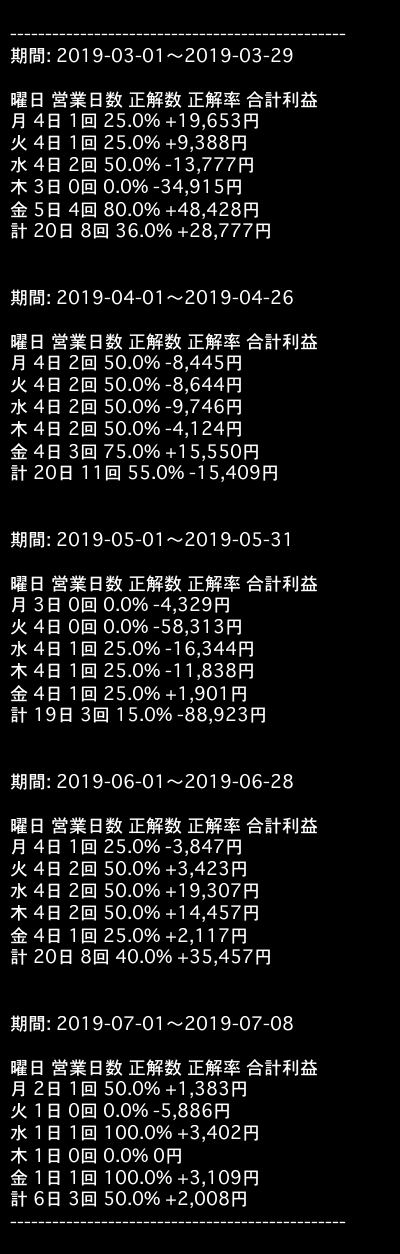 ------------------------------------------------
期間: 2019-03-01〜2019-03-29
曜日 営業日数 正解数 正解率 合計利益
月 4日 1回 25.0% +19,653円
火 4日 1回 25.0% +9,388円
水 4日 2回 50.0% -13,777円
木 3日 0回 0.0% -34,915円
金 5日 4回 80.0% +48,428円
計 20日 8回 36.0% +28,777円
期間: 2019-04-01〜2019-04-26
曜日 営業日数 正解数 正解率 合計利益
月 4日 2回 50.0% -8,445円
火 4日 2回 50.0% -8,644円
水 4日 2回 50.0% -9,746円
木 4日 2回 50.0% -4,124円
金 4日 3回 75.0% +15,550円
計 20日 11回 55.0% -15,409円
期間: 2019-05-01〜2019-05-31
曜日 営業日数 正解数 正解率 合計利益
月 3日 0回 0.0% -4,329円
火 4日 0回 0.0% -58,313円
水 4日 1回 25.0% -16,344円
木 4日 1回 25.0% -11,838円
金 4日 1回 25.0% +1,901円
計 19日 3回 15.0% -88,923円
期間: 2019-06-01〜2019-06-28
曜日 営業日数 正解数 正解率 合計利益
月 4日 1回 25.0% -3,847円
火 4日 2回 50.0% +3,423円
水 4日 2回 50.0% +19,307円
木 4日 2回 50.0% +14,457円
金 4日 1回 25.0% +2,117円
計 20日 8回 40.0% +35,457円
期間: 2019-07-01〜2019-07-08
曜日 営業日数 正解数 正解率 合計利益
月 2日 1回 50.0% +1,383円
火 1日 0回 0.0% -5,886円
水 1日 1回 100.0% +3,402円
木 1日 0回 0.0% 0円
金 1日 1回 100.0% +3,109円
計 6日 3回 50.0% +2,008円
------------------------------------------------